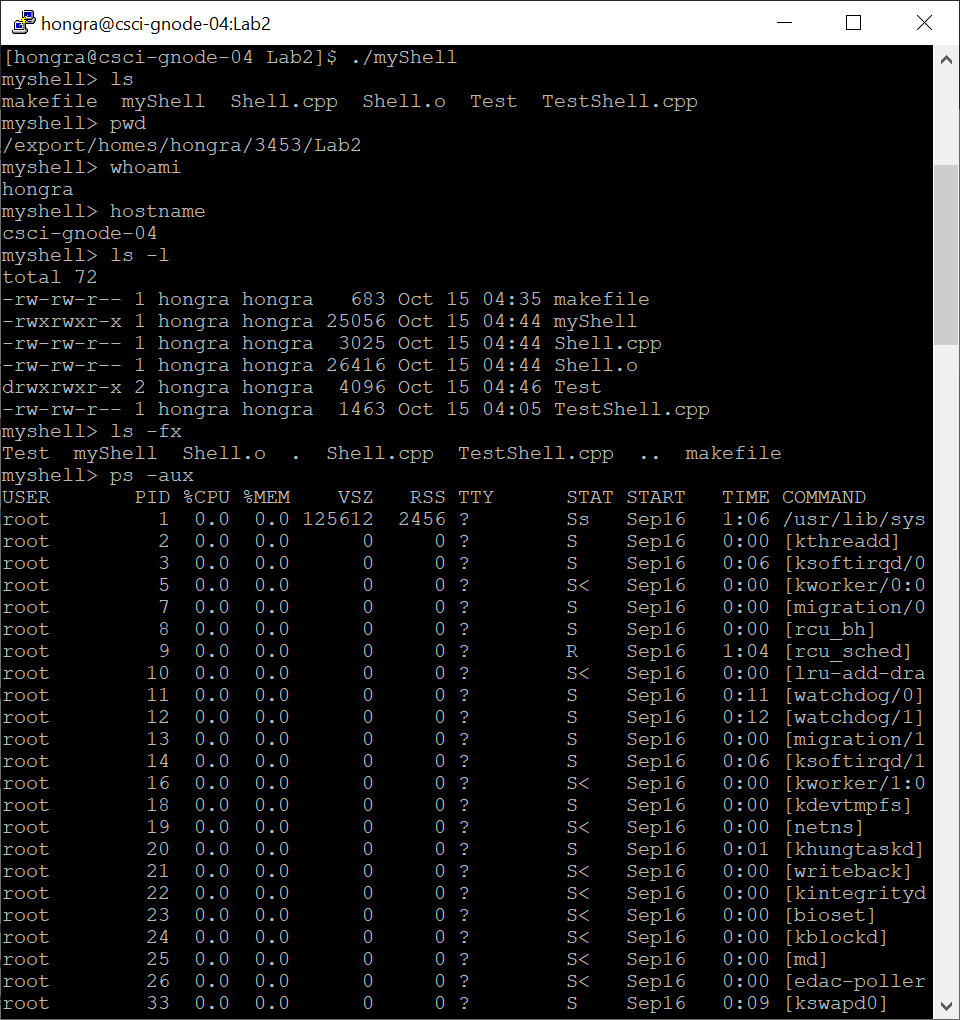 hongra@csci-gnode-04:Lab2
[hongra@csci-gnode-04 Lab2]$ ./myShell
myshell> ls
makefile  myShell  Shell.cpp  Shell.o  Test  TestShell.cpp
myshell> pwd
/export/homes/hongra/3453/Lab2
myshell> whoami
hongra
myshell> hostname
csci-gnode-04
myshell> ls -l
total 72
-rw-rw-r-- 1 hongra hongra   683 Oct 15 04:35 makefile
-rwxrwxr-x 1 hongra hongra 25056 Oct 15 04:44 myShell
-rw-rw-r-- 1 hongra hongra  3025 Oct 15 04:44 Shell.cpp
-rw-rw-r-- 1 hongra hongra 26416 Oct 15 04:44 Shell.o
drwxrwxr-x 2 hongra hongra  4096 Oct 15 04:46 Test
-rw-rw-r-- 1 hongra hongra  1463 Oct 15 04:05 TestShell.cpp
myshell> ls -fx
Test  myShell  Shell.o  .  Shell.cpp  TestShell.cpp  ..  makefile
myshell> ps -aux
USER       PID %CPU %MEM    VSZ   RSS TTY      STAT START   TIME COMMAND
root         1  0.0  0.0 125612  2456 ?        Ss   Sep16   1:06 /usr/lib/sys
root         2  0.0  0.0      0     0 ?        S    Sep16   0:00 [kthreadd]
root         3  0.0  0.0      0     0 ?        S    Sep16   0:06 [ksoftirqd/0
root         5  0.0  0.0      0     0 ?        S<   Sep16   0:00 [kworker/0:0
root         7  0.0  0.0      0     0 ?        S    Sep16   0:00 [migration/0
root         8  0.0  0.0      0     0 ?        S    Sep16   0:00 [rcu_bh]
root         9  0.0  0.0      0     0 ?        R    Sep16   1:04 [rcu_sched]
root        10  0.0  0.0      0     0 ?        S<   Sep16   0:00 [lru-add-dra
root        11  0.0  0.0      0     0 ?        S    Sep16   0:11 [watchdog/0]
root        12  0.0  0.0      0     0 ?        S    Sep16   0:12 [watchdog/1]
root        13  0.0  0.0      0     0 ?        S    Sep16   0:00 [migration/1
root        14  0.0  0.0      0     0 ?        S    Sep16   0:06 [ksoftirqd/1
root        16  0.0  0.0      0     0 ?        S<   Sep16   0:00 [kworker/1:0
root        18  0.0  0.0      0     0 ?        S    Sep16   0:00 [kdevtmpfs]
root        19  0.0  0.0      0     0 ?        S<   Sep16   0:00 [netns]
root        20  0.0  0.0      0     0 ?        S    Sep16   0:01 [khungtaskd]
root        21  0.0  0.0      0     0 ?        S<   Sep16   0:00 [writeback]
root        22  0.0  0.0      0     0 ?        S<   Sep16   0:00 [kintegrityd
root        23  0.0  0.0      0     0 ?        S<   Sep16   0:00 [bioset]
root        24  0.0  0.0      0     0 ?        S<   Sep16   0:00 [kblockd]
root        25  0.0  0.0      0     0 ?        S<   Sep16   0:00 [md]
root        26  0.0  0.0      0     0 ?        S<   Sep16   0:00 [edac-poller
root        33  0.0  0.0      0     0 ?        S    Sep16   0:09 [kswapd0]